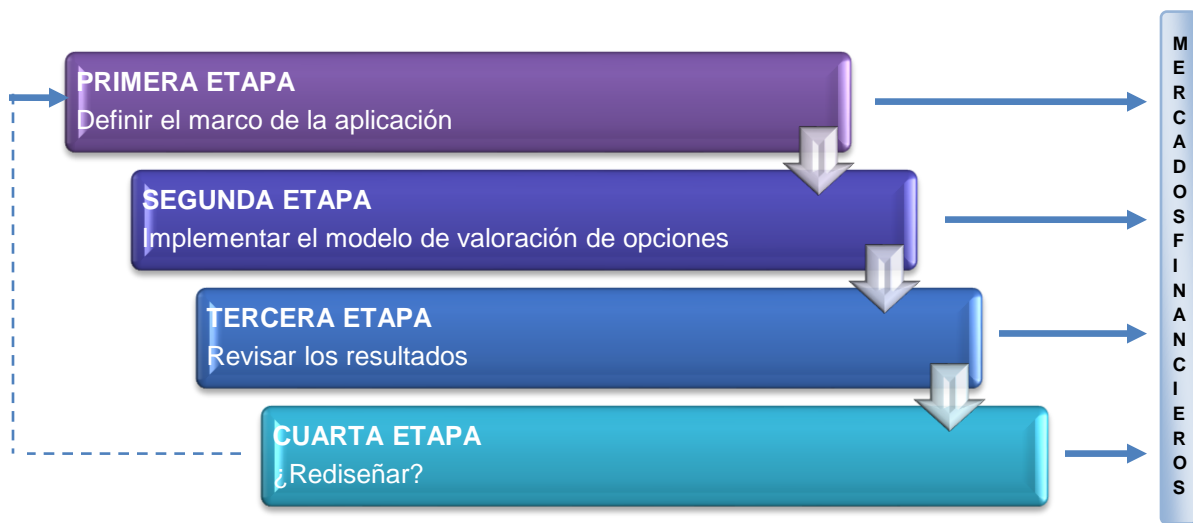 PRIMERA ETAPA
Definir el marco de la aplicación
SEGUNDA ETAPA
Implementar el modelo de valoración de opciones
TERCERA ETAPA
Revisar los resultados
CUARTA ETAPA
¿Rediseñar?
MERCADOSFINANCIEROS